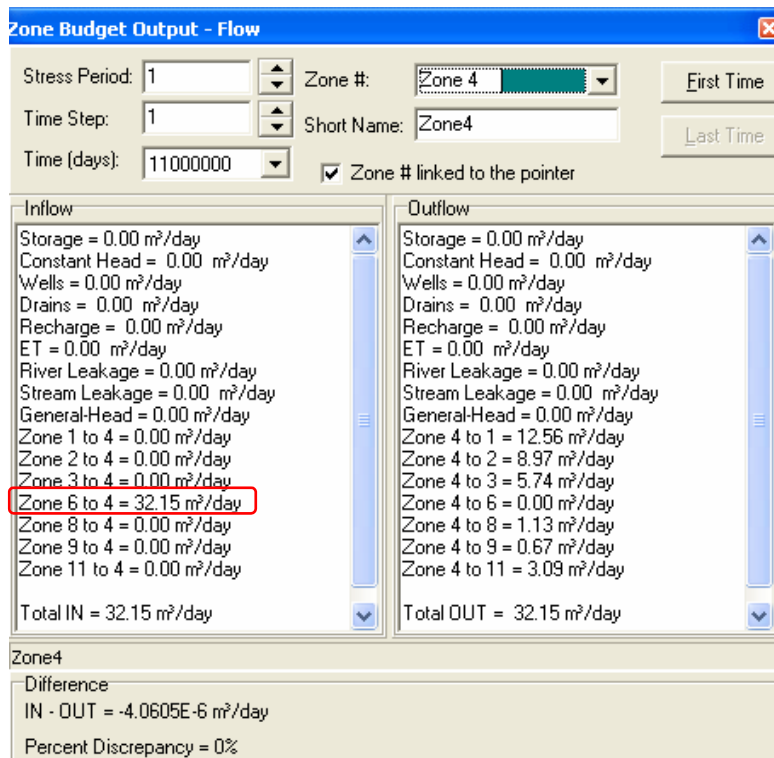 Zone Budget Output - Flow
Stress Period: 1
Zone #: Zone 4
First Time
Time Step: 1
Short Name: Zone4
Last Time
Time (days): 11000000
Zone # linked to the pointer
Inflow
Storage = 0.00 m³/day
Constant Head = 0.00 m³/day
Wells = 0.00 m³/day
Drains = 0.00 m³/day
Recharge = 0.00 m³/day
ET = 0.00 m³/day
River Leakage = 0.00 m³/day
Stream Leakage = 0.00 m³/day
General-Head = 0.00 m³/day
Zone 1 to 4 = 0.00 m³/day
Zone 2 to 4 = 0.00 m³/day
Zone 3 to 4 = 0.00 m³/day
Zone 6 to 4 = 32.15 m³/day
Zone 8 to 4 = 0.00 m³/day
Zone 9 to 4 = 0.00 m³/day
Zone 11 to 4 = 0.00 m³/day
Total IN = 32.15 m³/day
Outflow
Storage = 0.00 m³/day
Constant Head = 0.00 m³/day
Wells = 0.00 m³/day
Drains = 0.00 m³/day
Recharge = 0.00 m³/day
ET = 0.00 m³/day
River Leakage = 0.00 m³/day
Stream Leakage = 0.00 m³/day
General-Head = 0.00 m³/day
Zone 4 to 1 = 12.56 m³/day
Zone 4 to 2 = 8.97 m³/day
Zone 4 to 3 = 5.74 m³/day
Zone 4 to 6 = 0.00 m³/day
Zone 4 to 8 = 1.13 m³/day
Zone 4 to 9 = 0.67 m³/day
Zone 4 to 11 = 3.09 m³/day
Total OUT = 32.15 m³/day
Zone4
Difference
IN - OUT = -4.0605E-6 m³/day
Percent Discrepancy = 0%